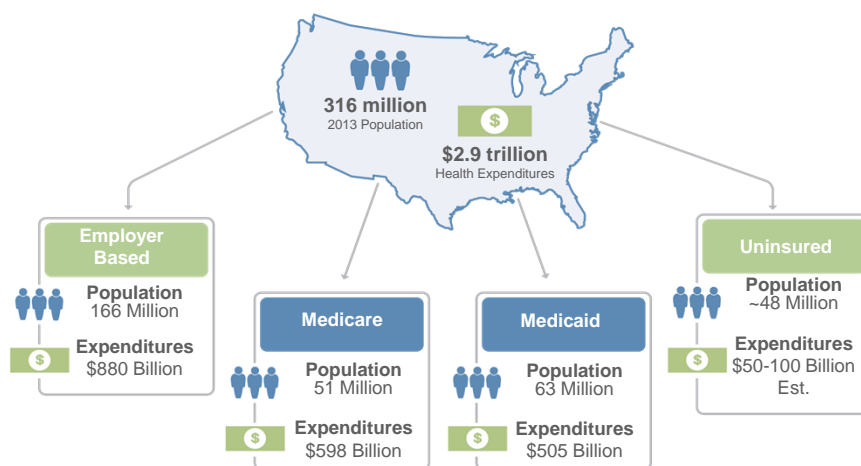 316 million
2013 Population
$
$2.9 trillion
Health Expenditures
Employer
Based
Population
166 Million
$
Expenditures
$880 Billion
Medicare
Population
51 Million
$
Expenditures
$598 Billion
Medicaid
Population
63 Million
$
Expenditures
$505 Billion
Uninsured
Population
~48 Million
$
Expenditures
$50-100 Billion
Est.